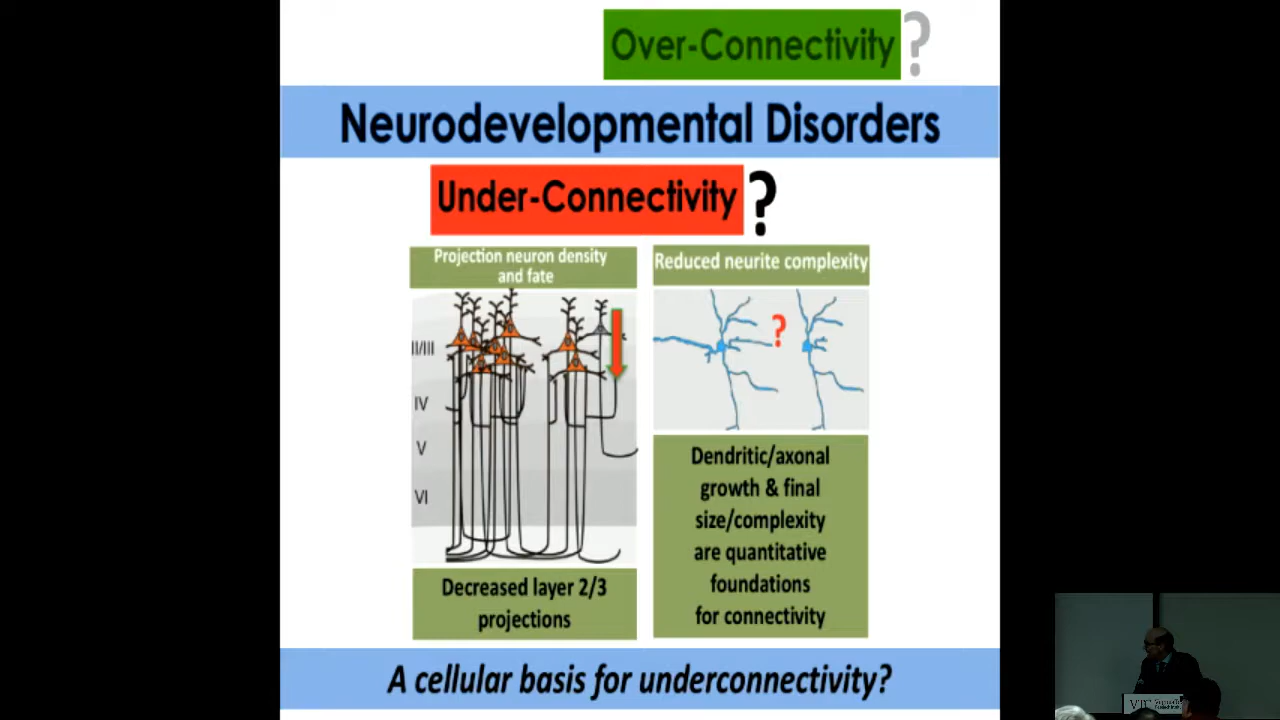 Over-Connectivity?
Neurodevelopmental Disorders
Under-Connectivity?
Projection neuron density
and fate
II/III
IV
V
VI
Decreased layer 2/3
projections
Reduced neurite complexity
?
Dendritic/axonal
growth & final
size/complexity
are quantitative
foundations
for connectivity
A cellular basis for underconnectivity?